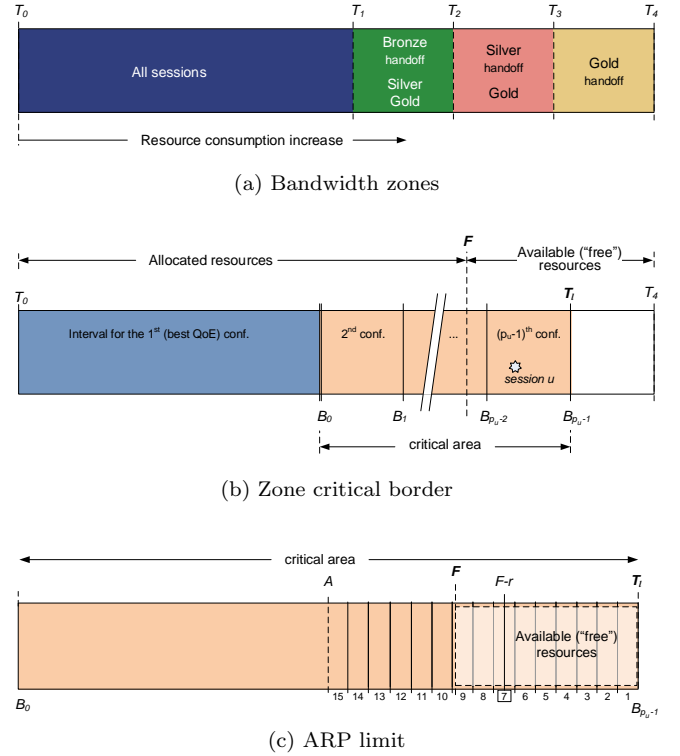 T0 T1 T2 T3 T4
All sessions
Bronze
handoff
Silver
Gold
Silver
handoff
Gold
Gold
handoff
Resource consumption increase
(a) Bandwidth zones
F
Allocated resources
Available ("free")
resources
T0 Tl T4
Interval for the 1st (best QoE) conf.
2nd conf.
...
(pu-1)th conf.
session u
B0 B1 Bpu-2 Bpu-1
critical area
(b) Zone critical border
critical area
A F F-r Tl
Available ("free")
resources
15 14 13 12 11 10 9 8 7 6 5 4 3 2 1
B0 Bpu-1
(c) ARP limit